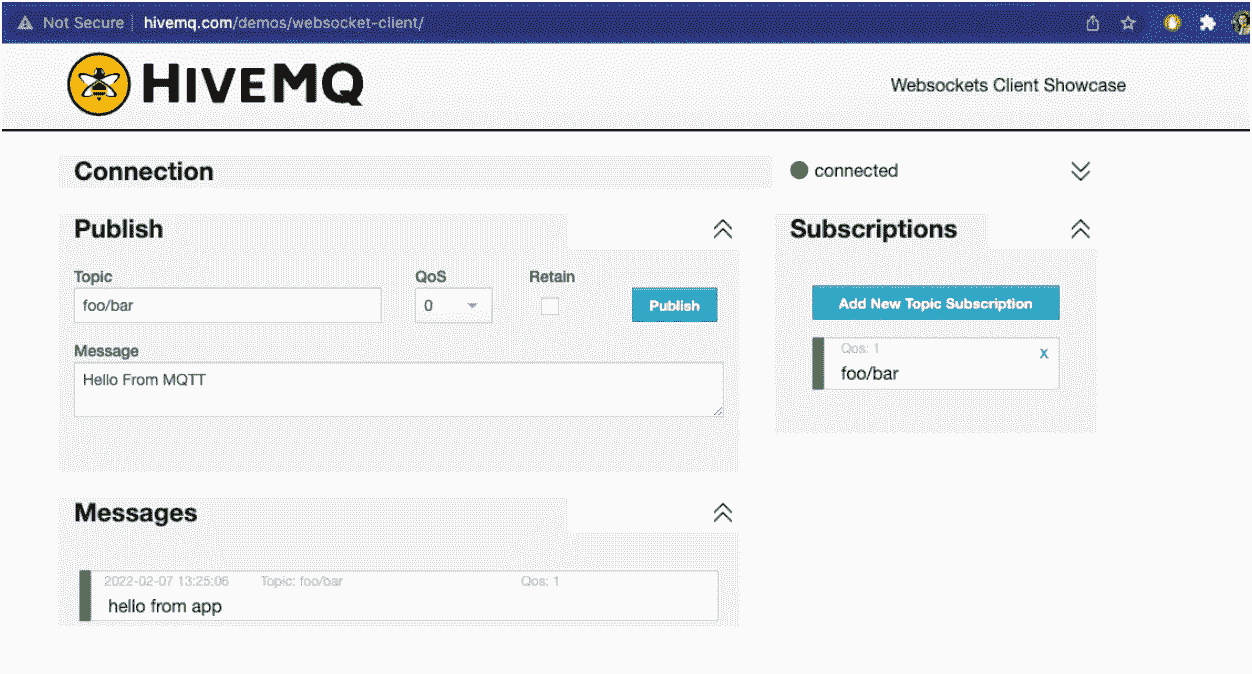 Not Secure | hivemq.com/demos/websocket-client/
HIVEMQ
Websockets Client Showcase
Connection
connected
Publish
Subscriptions
Topic QoS Retain
foo/bar 0 Publish
Add New Topic Subscription
Message
Hello From MQTT
Qos: 1 x
foo/bar
Messages
2022-02-07 13:25:06 Topic: foo/bar Qos: 1
hello from app